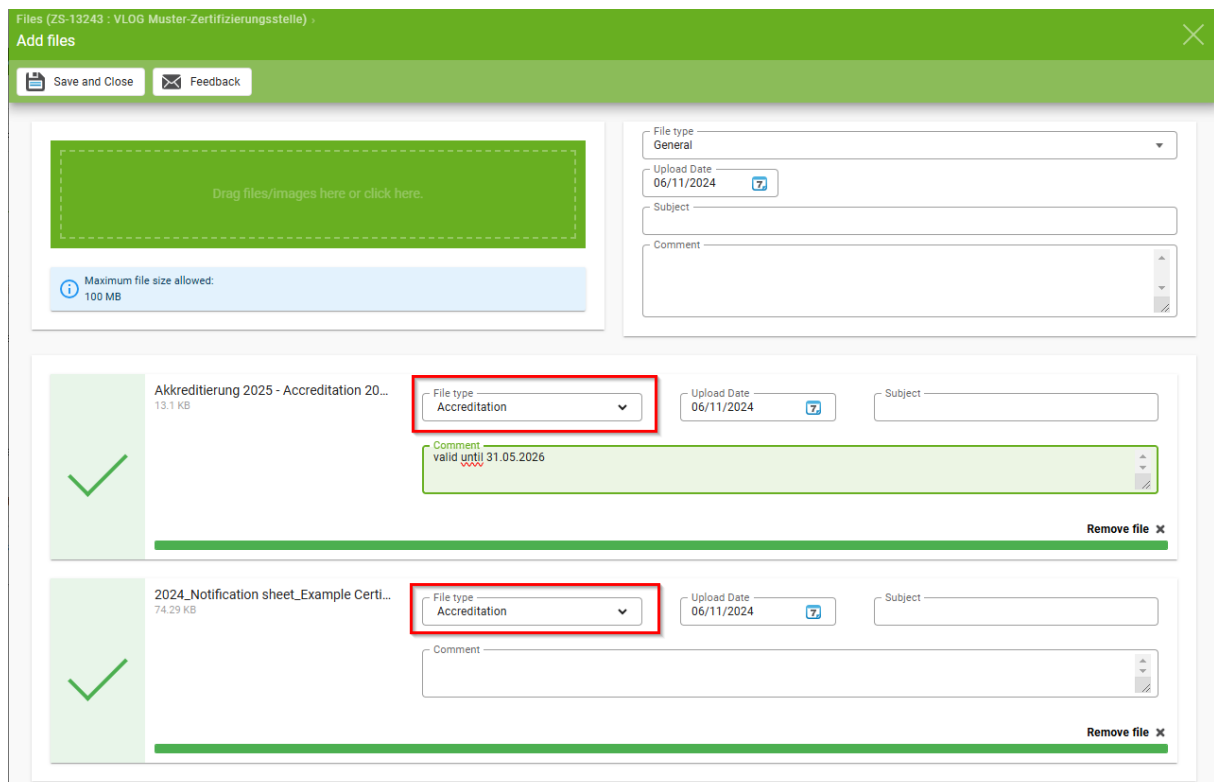 Files (ZS-13243 : VLOG Muster-Zertifizierungsstelle) ›
Add files
Save and Close
Feedback
Drag files/images here or click here.
Maximum file size allowed:
100 MB
File type
General
Upload Date
06/11/2024
7
Subject
Comment
Akkreditierung 2025 - Accreditation 20...
13.1 KB
File type
Accreditation
Upload Date
06/11/2024
7
Subject
Comment
valid until 31.05.2026
Remove file
2024_Notification sheet_Example Certi...
74.29 KB
File type
Accreditation
Upload Date
06/11/2024
7
Subject
Comment
Remove file